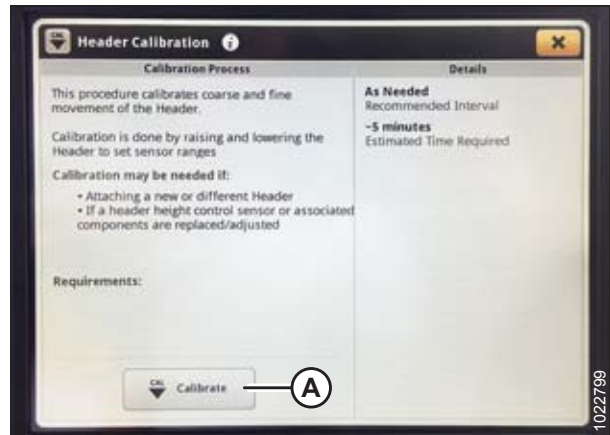 CAL
Header Calibration i
Calibration Process
Details
This procedure calibrates coarse and fine
movement of the Header.
Calibration is done by raising and lowering the
Header to set sensor ranges
Calibration may be needed if:
• Attaching a new or different Header
• If a header height control sensor or associated
components are replaced/adjusted
Requirements:
As Needed
Recommended Interval
~5 minutes
Estimated Time Required
CAL
Calibrate
A
1022799